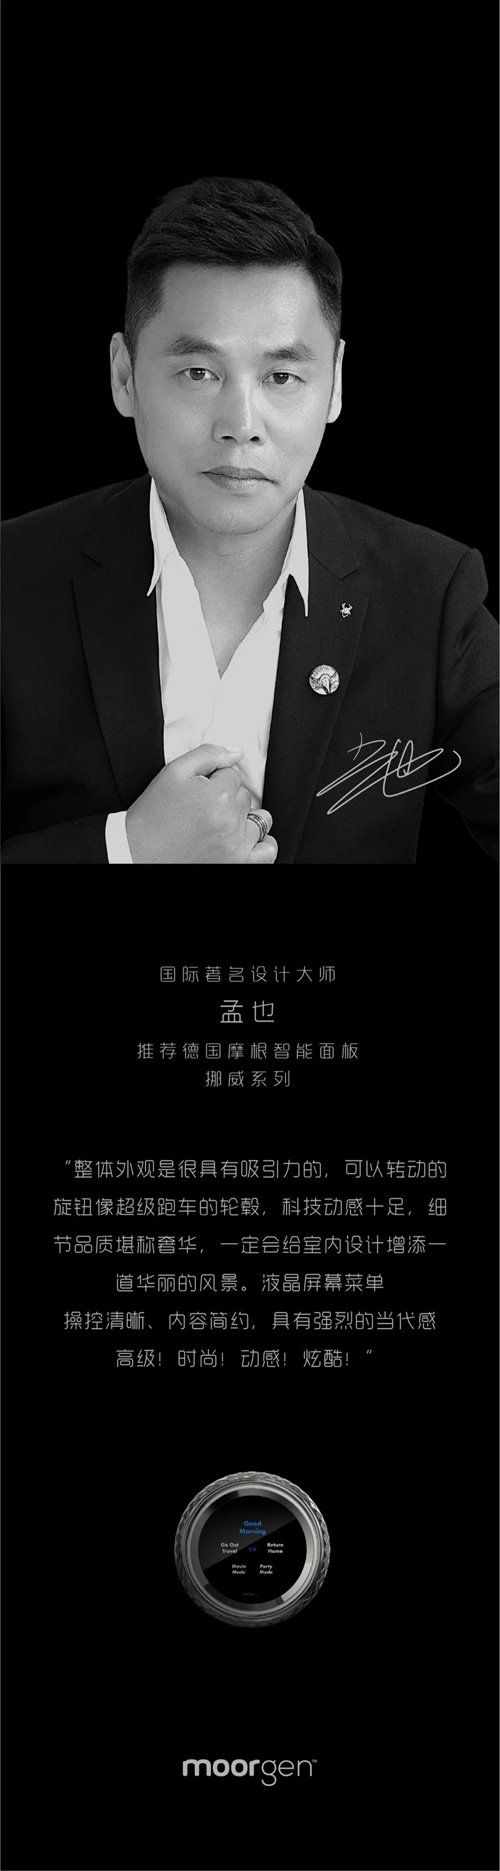 国际著名设计大师
孟也
推荐德国摩根智能面板
挪威系列
“整体外观是很具有吸引力的，可以转动的
旋钮像超级跑车的轮毂，科技动感十足，细
节品质堪称奢华，一定会给室内设计增添一
道华丽的风景。液晶屏幕菜单
操控清晰、内容简约，具有强烈的当代感
高级！时尚！动感！炫酷！“
Good
Morning
Go Out
Travel
Return
Home
Movie
Mode
Party
Mode
moorgen™